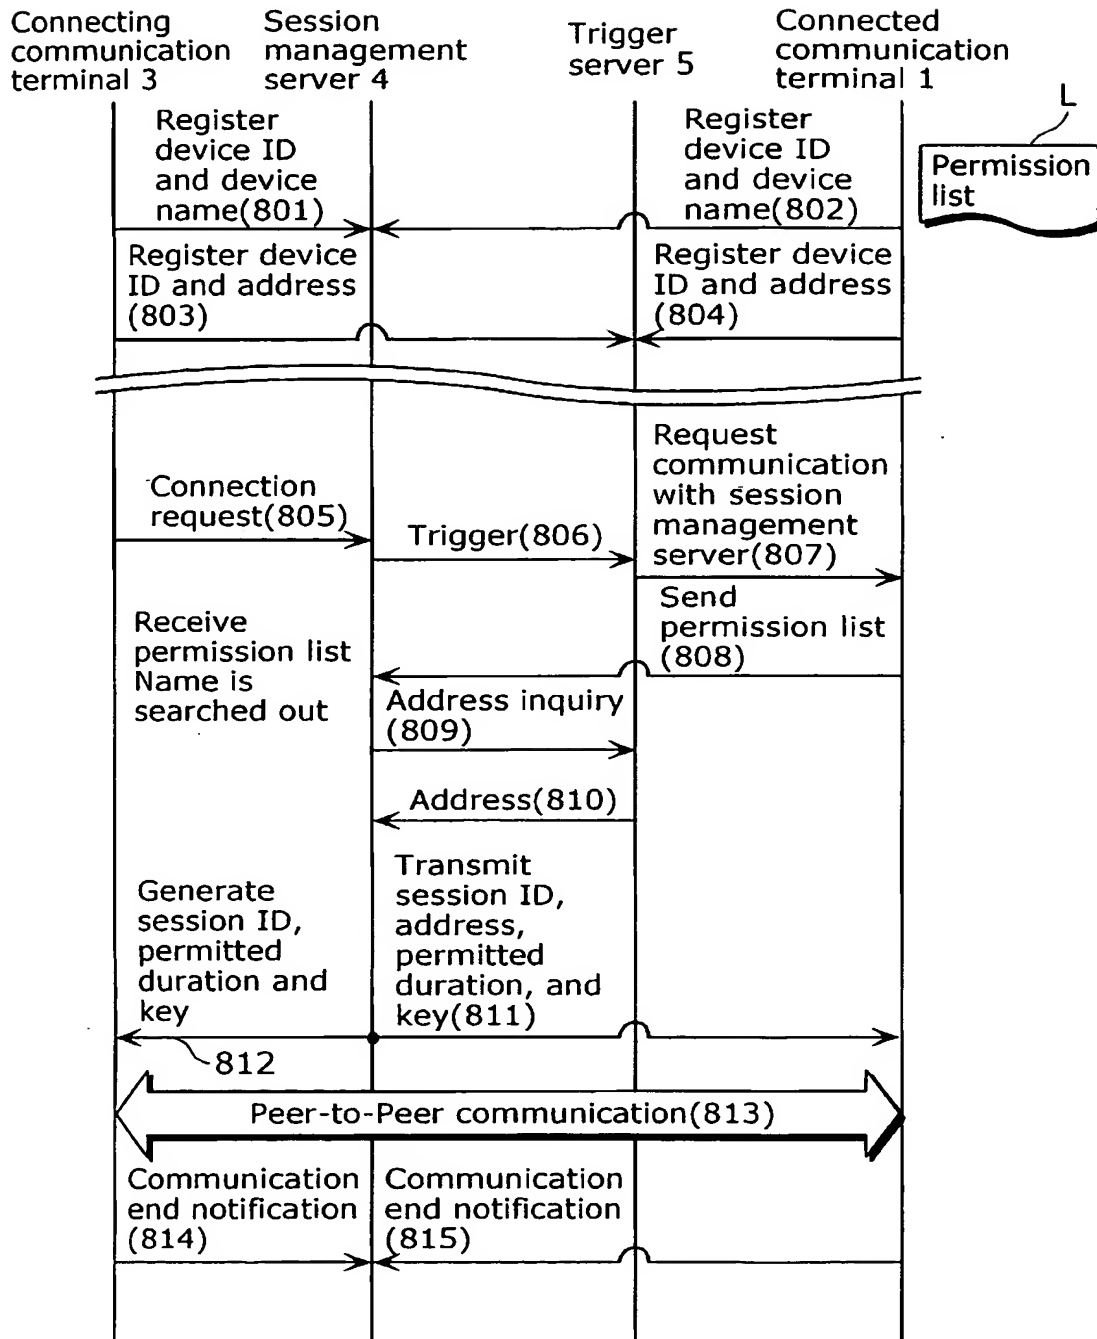 Connecting
communication
terminal 3
Session
management
server 4
Trigger
server 5
Connected
communication
terminal 1
L
Permission
list
Register
device ID
and device
name(801)
Register
device ID
and device
name(802)
Register device
ID and address
(803)
Register device
ID and address
(804)
Connection
request(805)
Trigger(806)
Request
communication
with session
management
server(807)
Receive
permission list
Name is
searched out
Send
permission list
(808)
Address inquiry
(809)
Address(810)
Generate
session ID,
permitted
duration and
key
Transmit
session ID,
address,
permitted
duration, and
key(811)
812
Peer-to-Peer communication(813)
Communication
end notification
(814)
Communication
end notification
(815)